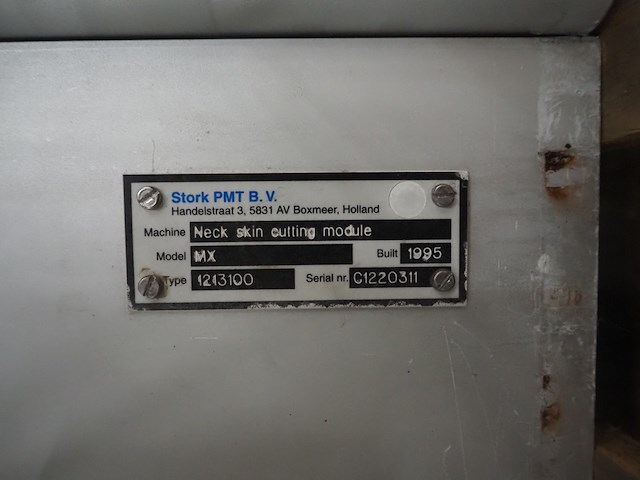 Stork PMT B.V.
Handelstraat 3, 5831 AV Boxmeer, Holland
Machine Neck skin cutting module
Model MX Built 1995
Type 1213100 Serial nr. C1220311